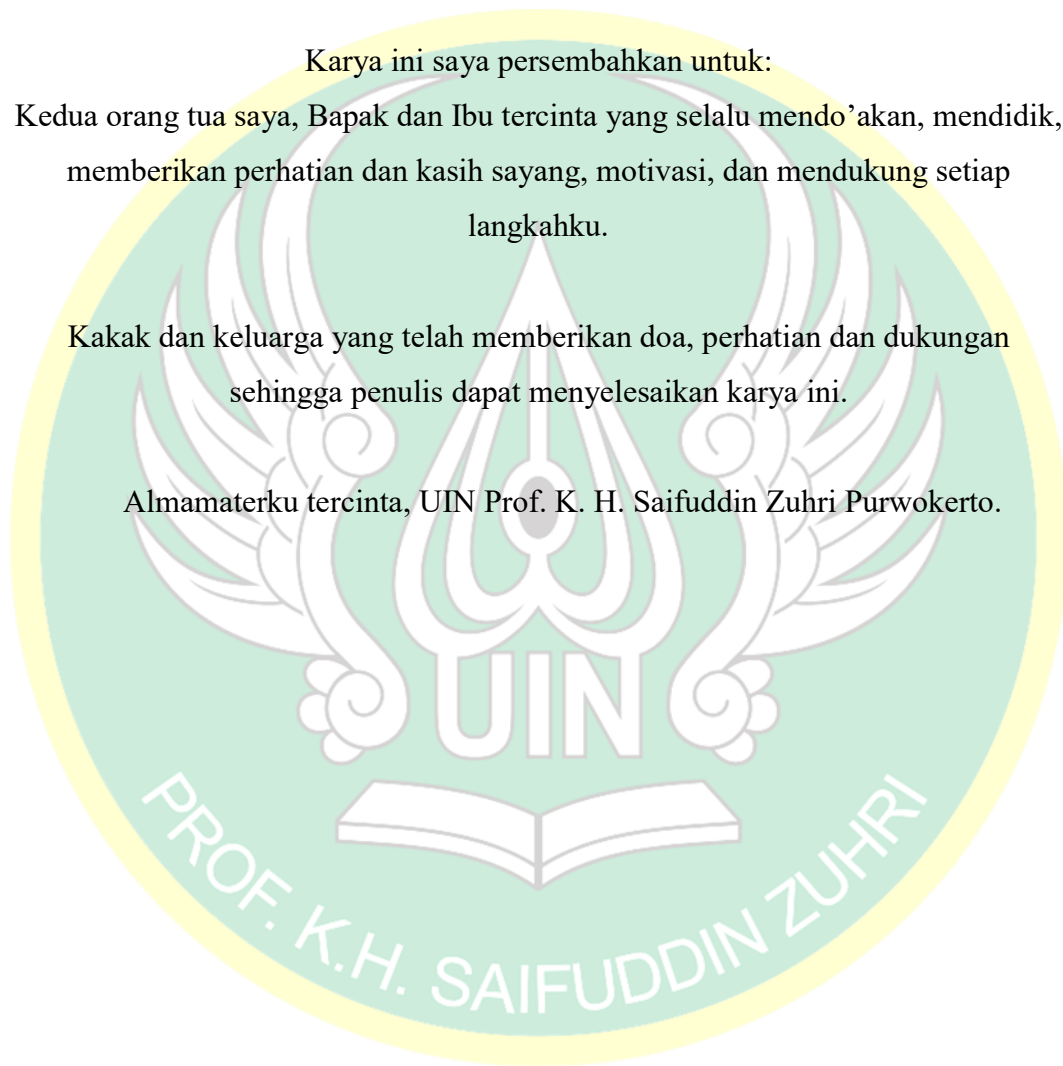 Karya ini saya persembahkan untuk:
Kedua orang tua saya, Bapak dan Ibu tercinta yang selalu mendo’akan, mendidik,
memberikan perhatian dan kasih sayang, motivasi, dan mendukung setiap
langkahku.
Kakak dan keluarga yang telah memberikan doa, perhatian dan dukungan
sehingga penulis dapat menyelesaikan karya ini.
Almamaterku tercinta, UIN Prof. K. H. Saifuddin Zuhri Purwokerto.
UIN
PROF. K.H. SAIFUDDIN ZUHRI